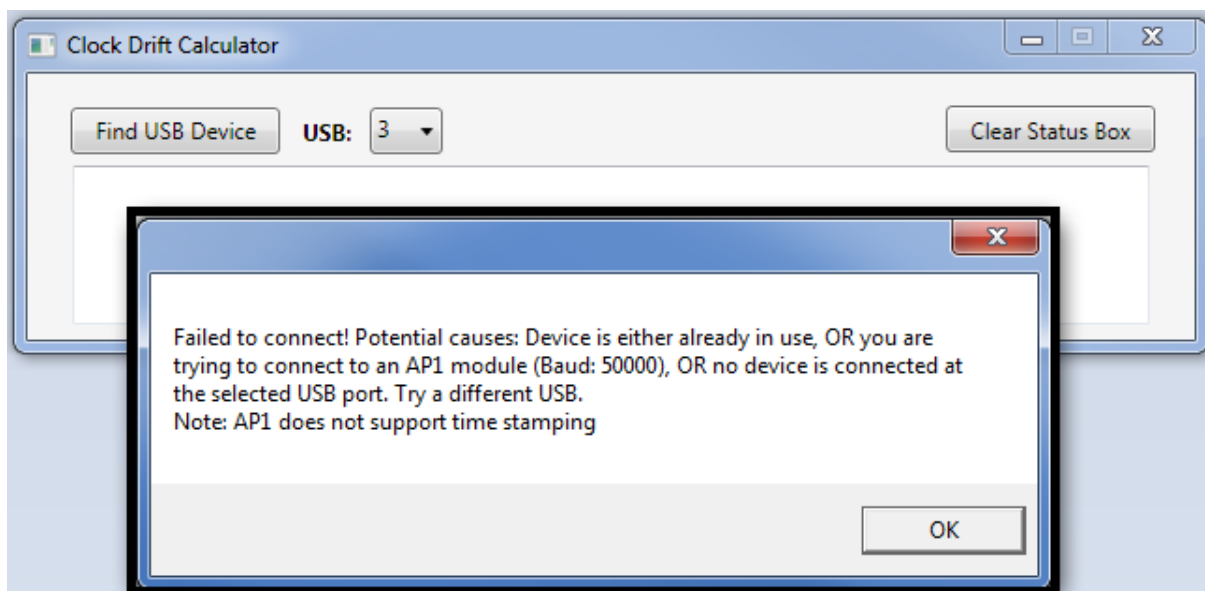 Clock Drift Calculator
Find USB Device USB: 3 Clear Status Box
Failed to connect! Potential causes: Device is either already in use, OR you are
trying to connect to an AP1 module (Baud: 50000), OR no device is connected at
the selected USB port. Try a different USB.
Note: AP1 does not support time stamping
OK